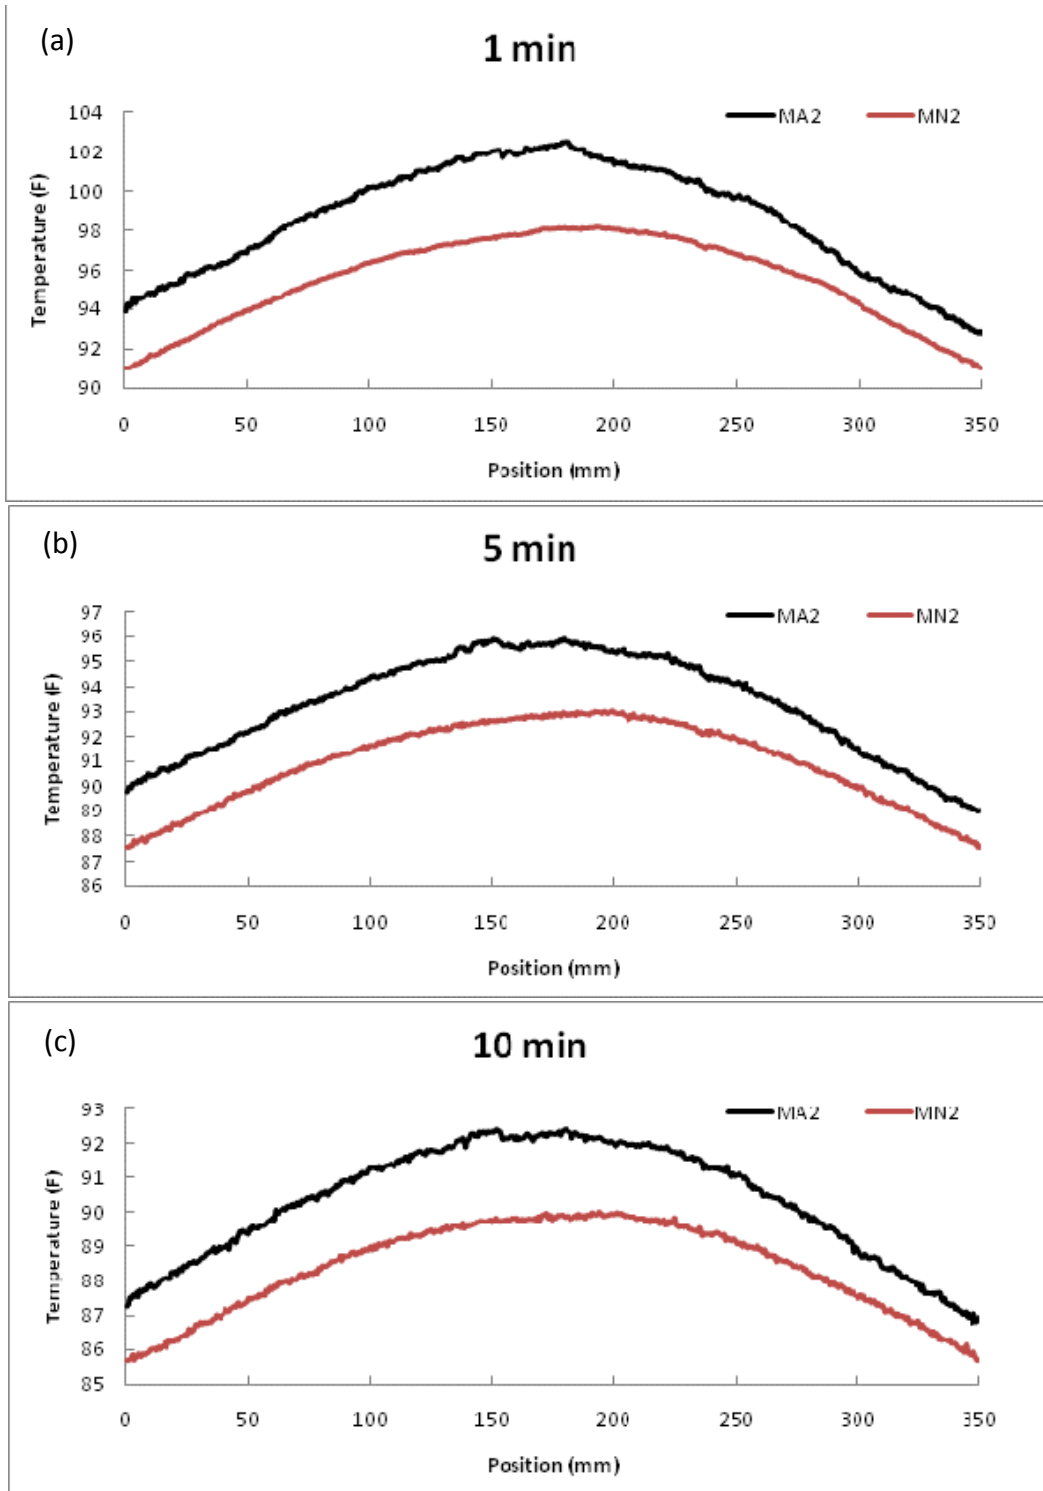 (a)
1 min
MA2 MN2
104
102
100
98
96
94
92
90
Temperature (F)
0 50 100 150 200 250 300 350
Position (mm)
(b)
5 min
MA2 MN2
97
96
95
94
93
92
91
90
89
88
87
86
Temperature (F)
0 50 100 150 200 250 300 350
Position (mm)
(c)
10 min
MA2 MN2
93
92
91
90
89
88
87
86
85
Temperature (F)
0 50 100 150 200 250 300 350
Position (mm)